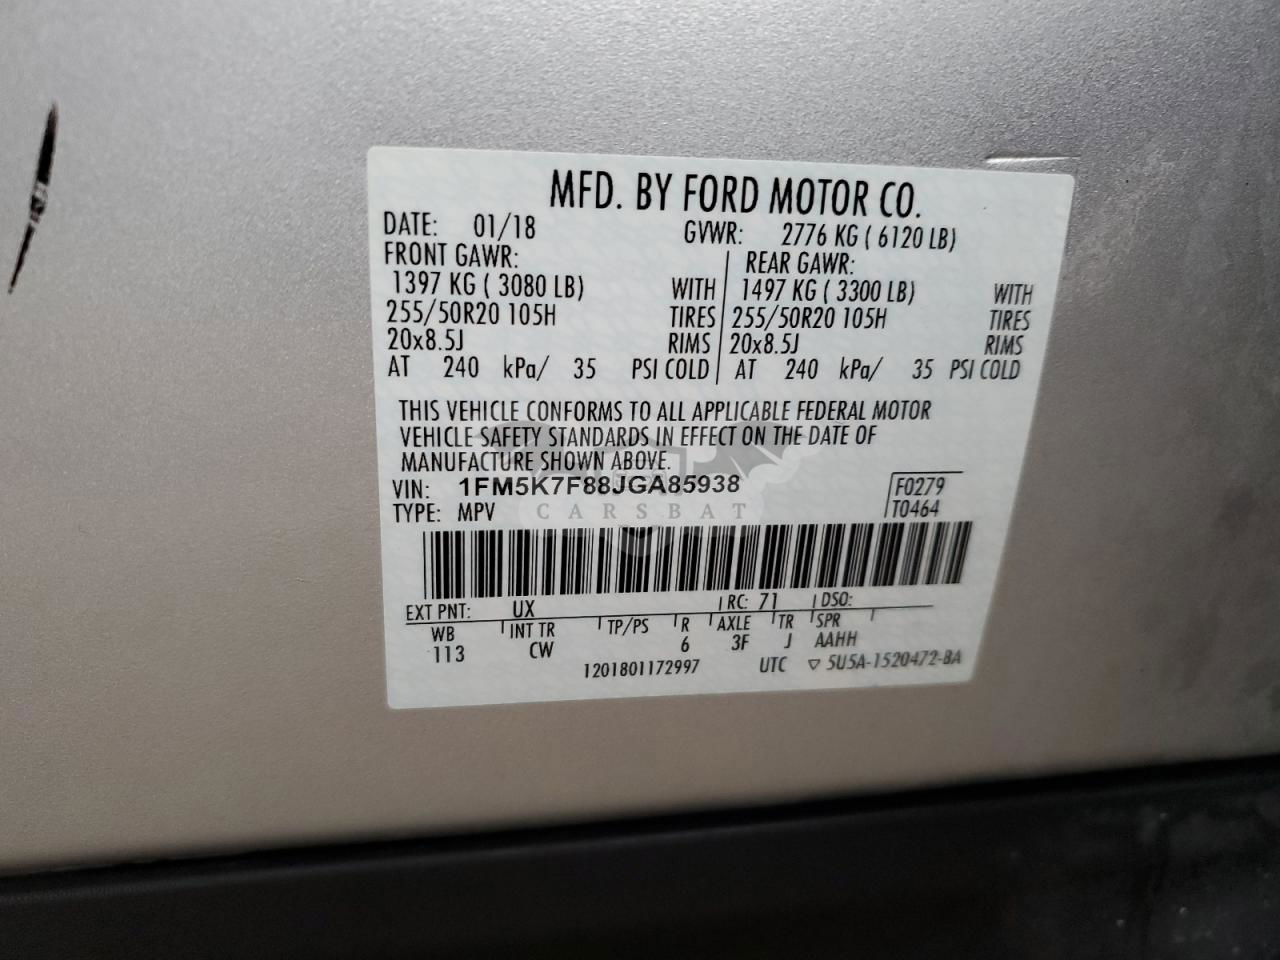 MFD. BY FORD MOTOR CO.
DATE: 01/18 GVWR: 2776 KG ( 6120 LB)
FRONT GAWR: REAR GAWR:
1397 KG ( 3080 LB) WITH 1497 KG ( 3300 LB) WITH
255/50R20 105H TIRES 255/50R20 105H TIRES
20x8.5J RIMS 20x8.5J RIMS
AT 240 kPa/ 35 PSI COLD AT 240 kPa/ 35 PSI COLD
THIS VEHICLE CONFORMS TO ALL APPLICABLE FEDERAL MOTOR
VEHICLE SAFETY STANDARDS IN EFFECT ON THE DATE OF
MANUFACTURE SHOWN ABOVE.
VIN: 1FM5K7F88JGA85938 F0279
TYPE: MPV T0464
CARSBAT
EXT PNT: UX RC: 71 DSO:
WB INT TR TP/PS R AXLE TR SPR
113 CW 6 3F J AAHH
1201801172997 UTC ▽ 5U5A-1520472-BA